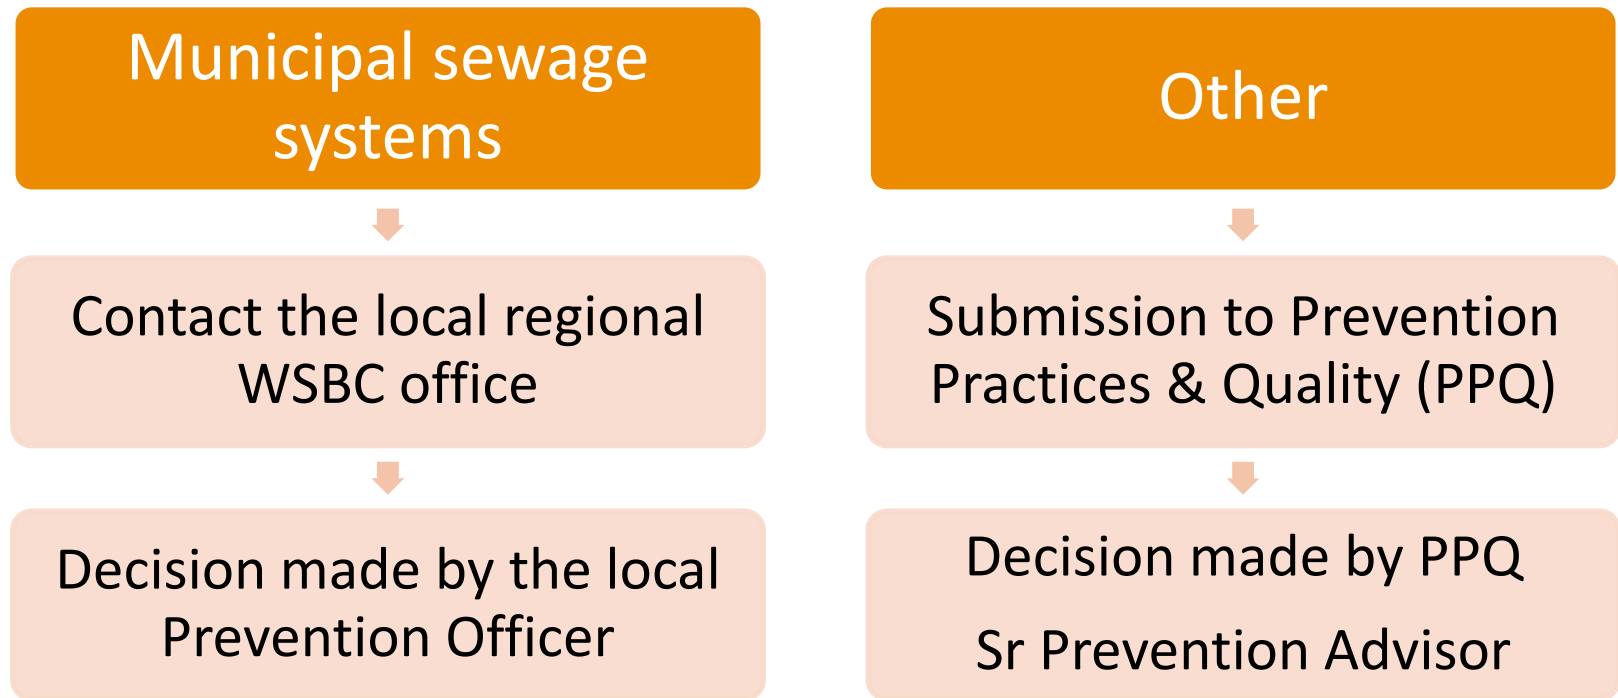 Municipal sewage
systems
Contact the local regional
WSBC office
Decision made by the local
Prevention Officer
Other
Submission to Prevention
Practices & Quality (PPQ)
Decision made by PPQ
Sr Prevention Advisor